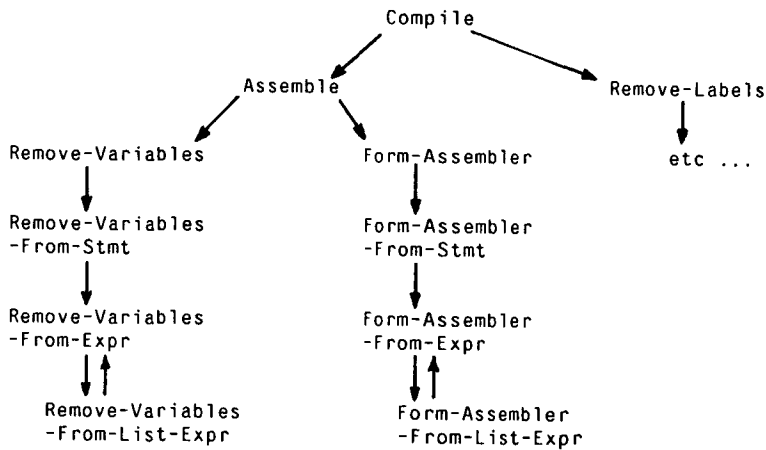 Compile
Assemble
Remove-Labels
Remove-Variables
Form-Assembler
etc ...
Remove-Variables
-From-Stmt
Form-Assembler
-From-Stmt
Remove-Variables
-From-Expr
Form-Assembler
-From-Expr
Remove-Variables
-From-List-Expr
Form-Assembler
-From-List-Expr